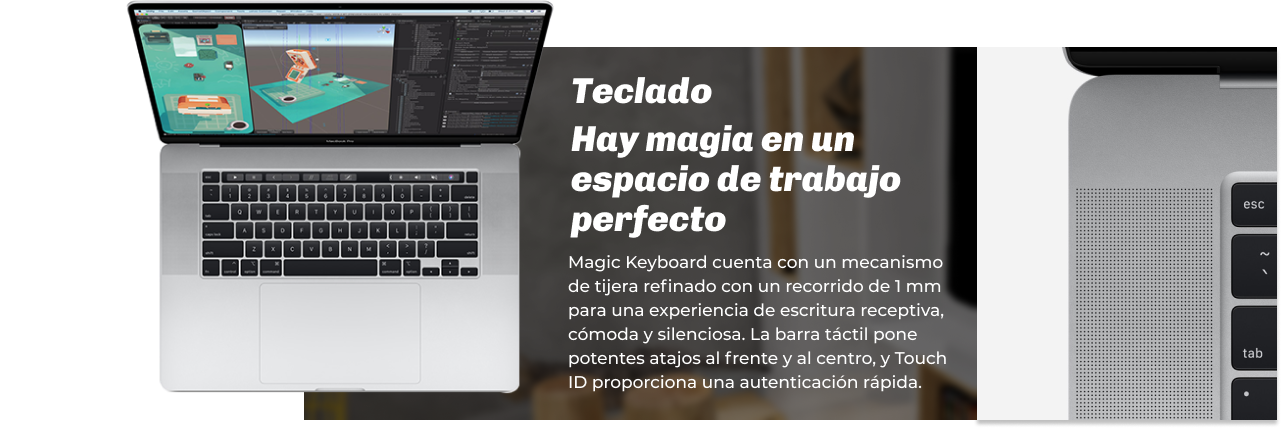 Teclado
Hay magia en un
espacio de trabajo
perfecto
Magic Keyboard cuenta con un mecanismo
de tijera refinado con un recorrido de 1 mm
para una experiencia de escritura receptiva,
cómoda y silenciosa. La barra táctil pone
potentes atajos al frente y al centro, y Touch
ID proporciona una autenticación rápida.
MacBook Pro
Q W E R T Y U I O P
A S D F G H J K L
Z X C V B N M
esc
~
`
tab